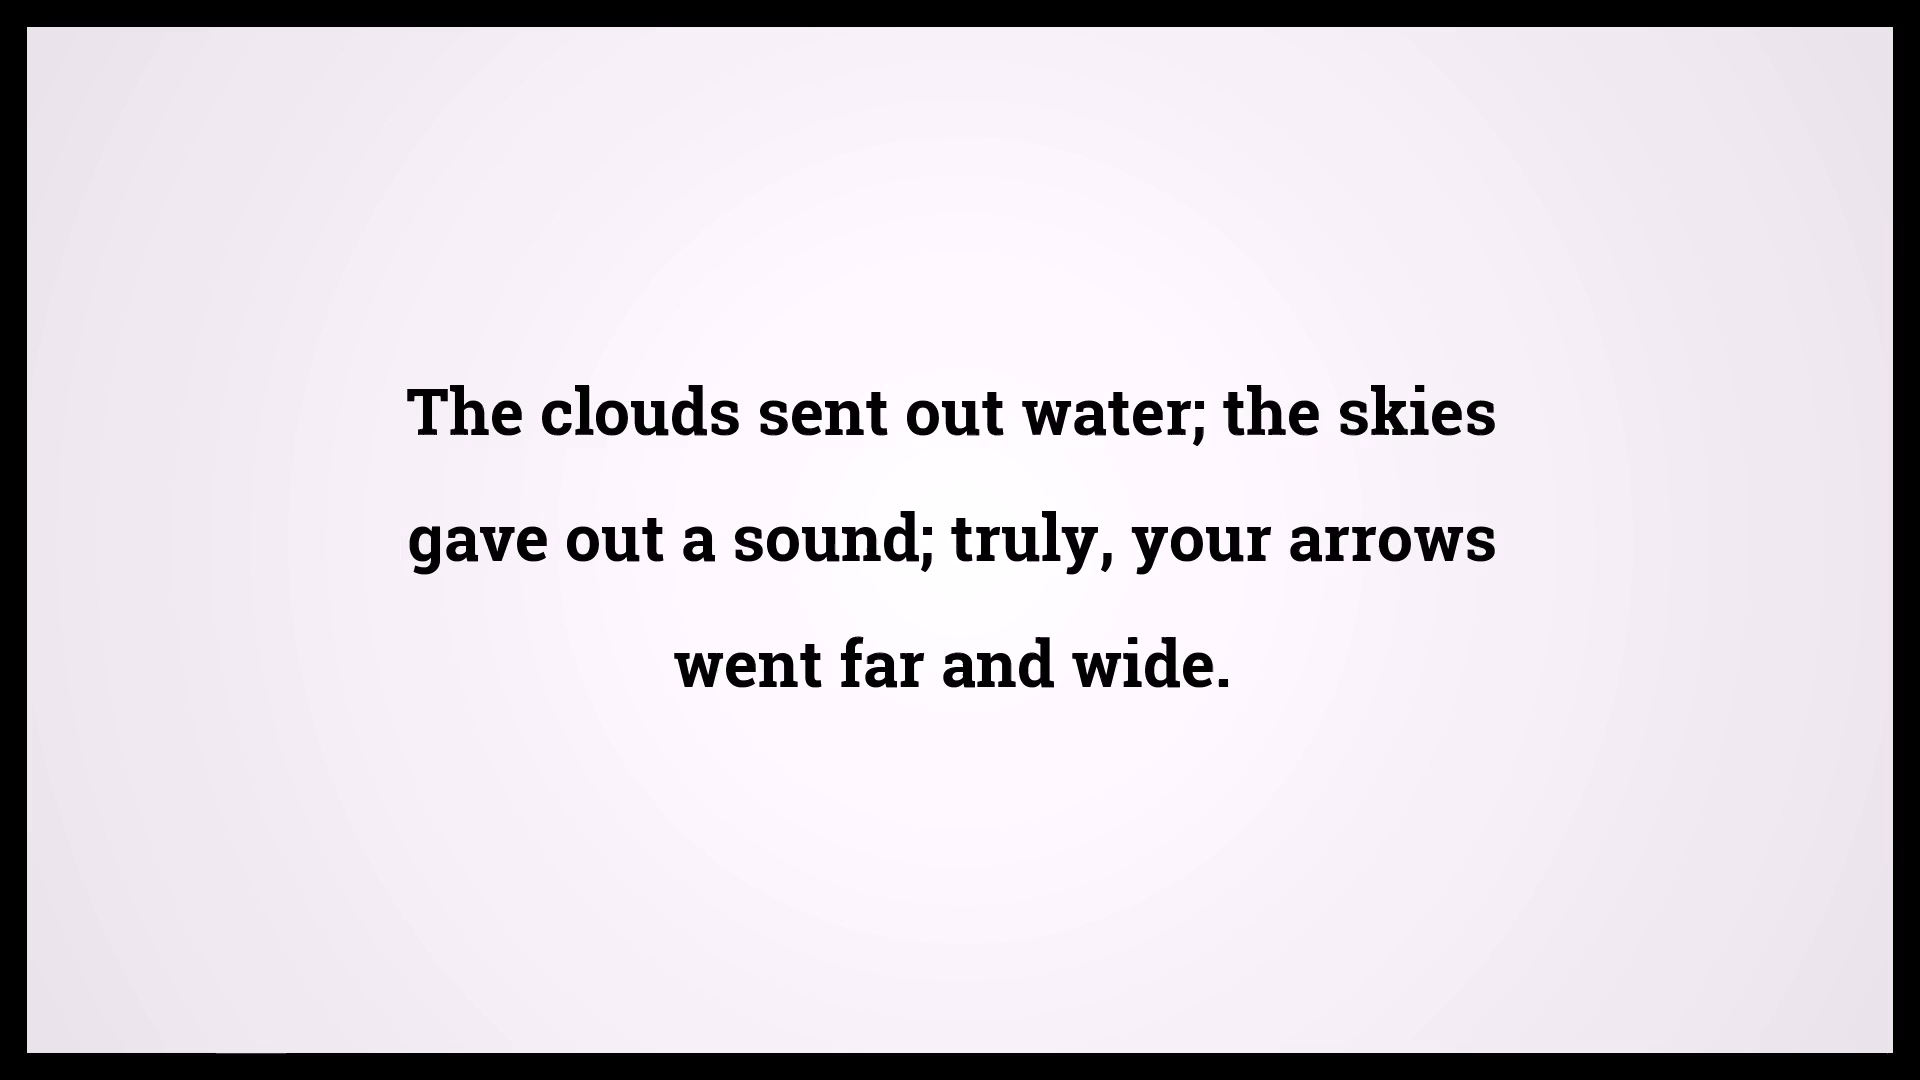 The clouds sent out water; the skies
gave out a sound; truly, your arrows
went far and wide.